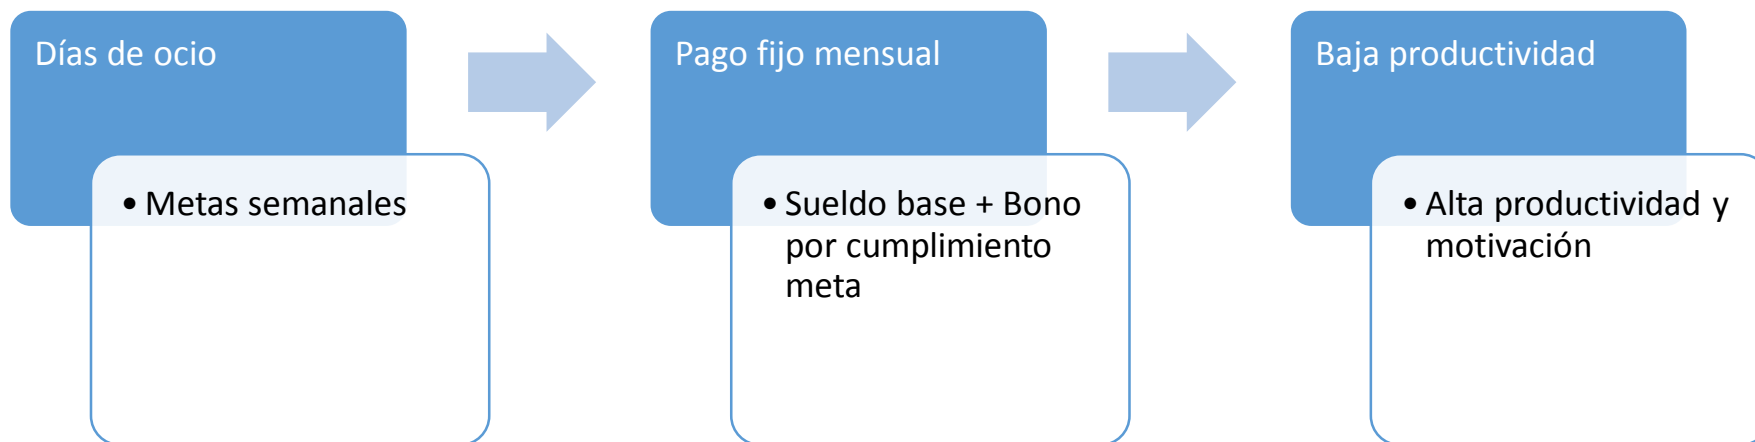 Días de ocio
• Metas semanales
Pago fijo mensual
• Sueldo base + Bono
por cumplimiento
meta
Baja productividad
• Alta productividad y
motivación